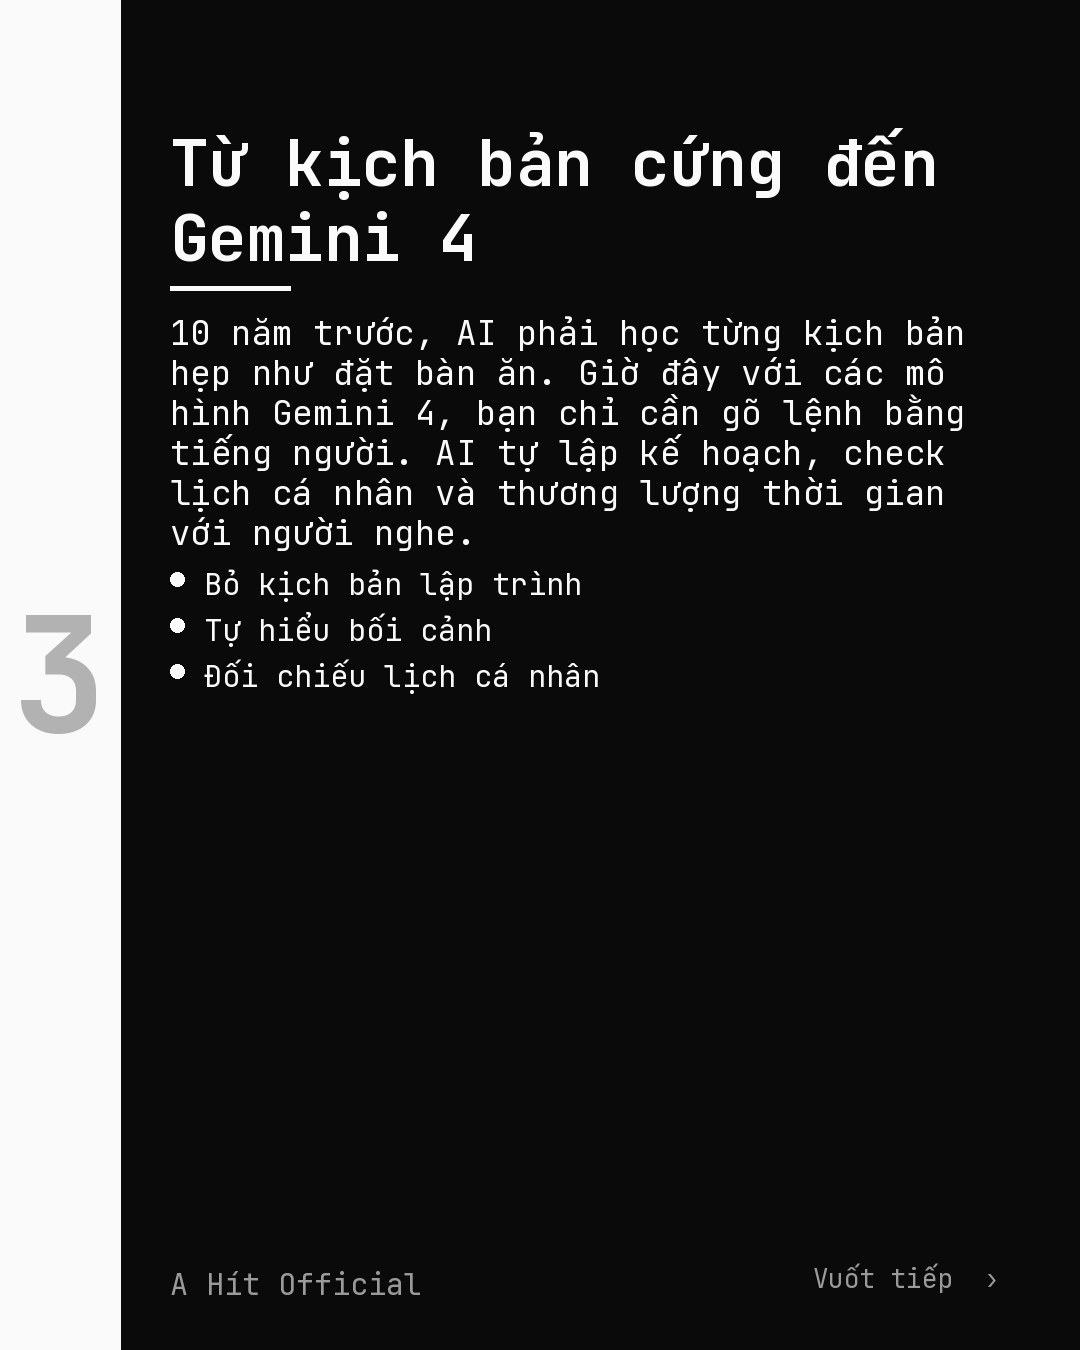 Từ kịch bản cứng đến
Gemini 4
10 năm trước, AI phải học từng kịch bản
hẹp như đặt bàn ăn. Giờ đây với các mô
hình Gemini 4, bạn chỉ cần gõ lệnh bằng
tiếng người. AI tự lập kế hoạch, check
lịch cá nhân và thương lượng thời gian
với người nghe.
Bỏ kịch bản lập trình
Tự hiểu bối cảnh
Đối chiếu lịch cá nhân
3
A Hít Official
Vuốt tiếp ›